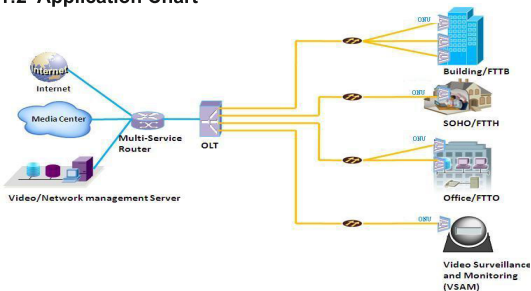 1.2 Application Chart
ONU
Building/FTTB
Internet
Internet
ONU
SOHO/FTTH
Media Center
Multi-Service
Router
OLT
ONU
Office/FTTO
Video/Network management Server
ONU
Video Surveillance
and Monitoring
(VSAM)